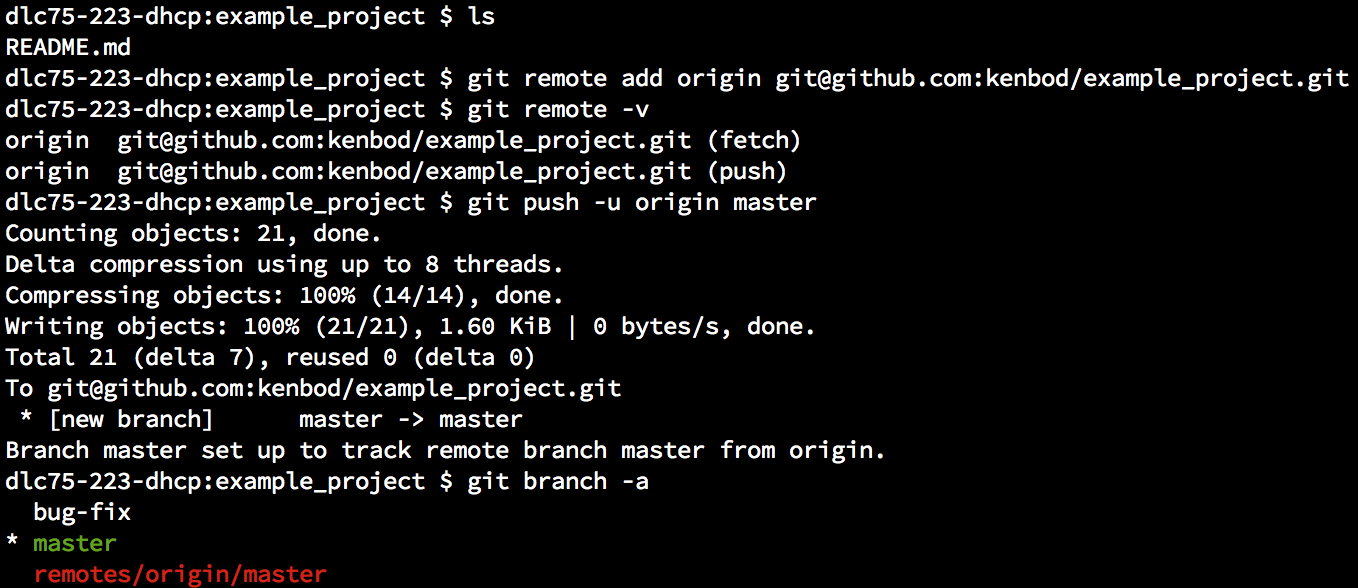 dlc75-223-dhcp:example_project $ ls
README.md
dlc75-223-dhcp:example_project $ git remote add origin git@github.com:kenbod/example_project.git
dlc75-223-dhcp:example_project $ git remote -v
origin  git@github.com:kenbod/example_project.git (fetch)
origin  git@github.com:kenbod/example_project.git (push)
dlc75-223-dhcp:example_project $ git push -u origin master
Counting objects: 21, done.
Delta compression using up to 8 threads.
Compressing objects: 100% (14/14), done.
Writing objects: 100% (21/21), 1.60 KiB | 0 bytes/s, done.
Total 21 (delta 7), reused 0 (delta 0)
To git@github.com:kenbod/example_project.git
 * [new branch]      master -> master
Branch master set up to track remote branch master from origin.
dlc75-223-dhcp:example_project $ git branch -a
  bug-fix
* master
  remotes/origin/master